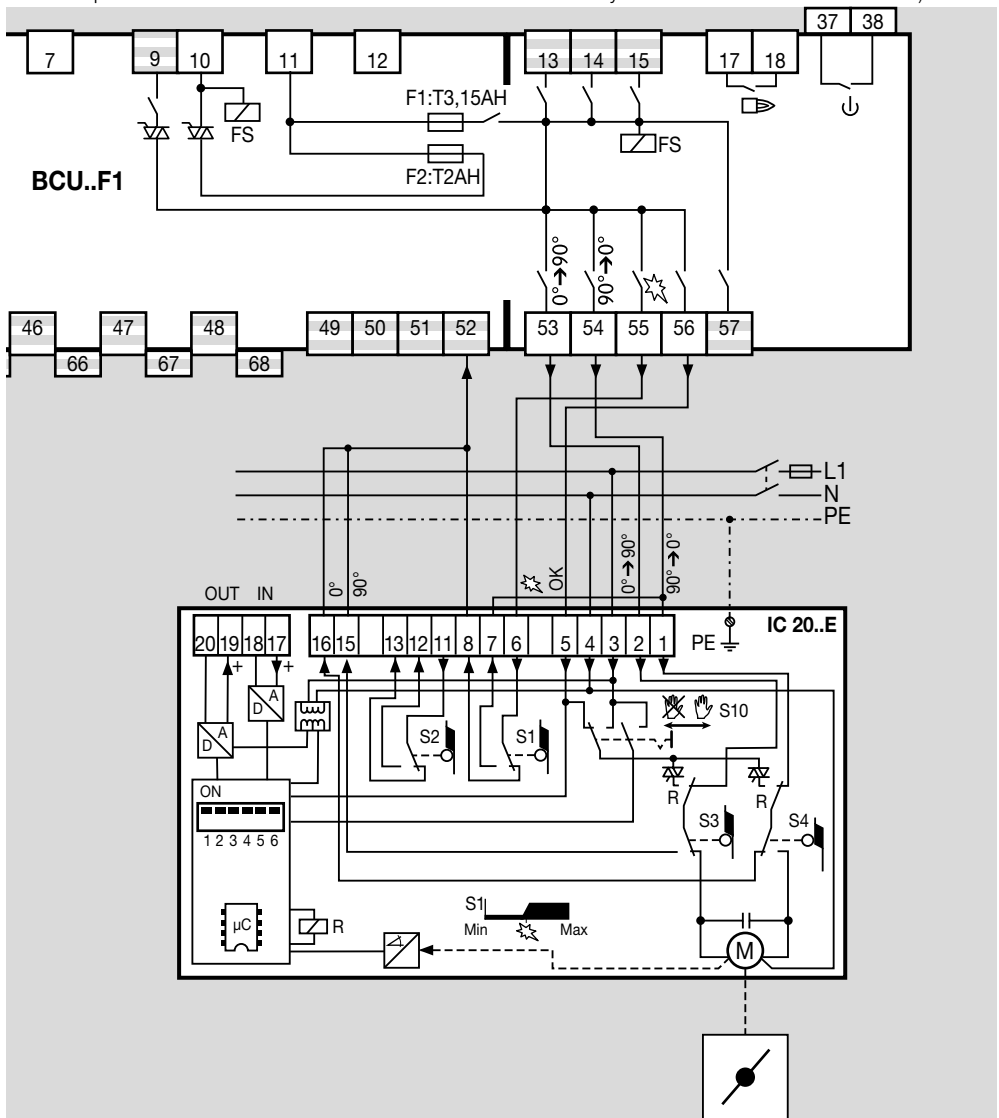 37 38
7 9 10 11 12 13 14 15 17 18
F1:T3,15AH
FS
FS
F2:T2AH
BCU..F1
0°➔90°
90°➔0°
46 47 48 49 50 51 52 53 54 55 56 57
66 67 68
L1
N
PE
0°
90°
OK
0°➔90°
90°➔0°
OUT IN
IC 20..E
20 19 18 17 16 15 13 12 11 8 7 6 5 4 3 2 1
PE
+ +
A
D
A
D
S10
S2
S1
ON
1 2 3 4 5 6
R
R
S3
S4
S1
Min Max
µC
R
M